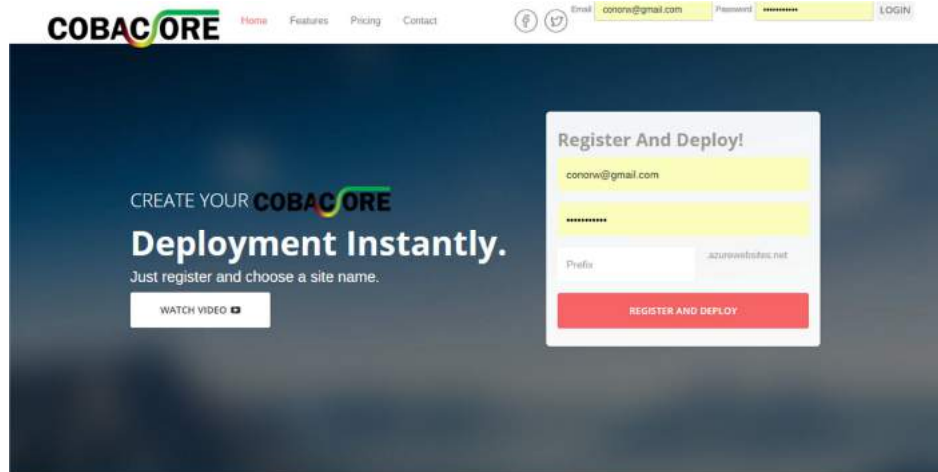 COBACORE Home Features Pricing Contact Email conorw@gmail.com Password ••••••••••• LOGIN
Register And Deploy!
conorw@gmail.com
•••••••••••
Prefix .azurewebsites.net
REGISTER AND DEPLOY
CREATE YOUR COBACORE
Deployment Instantly.
Just register and choose a site name.
WATCH VIDEO